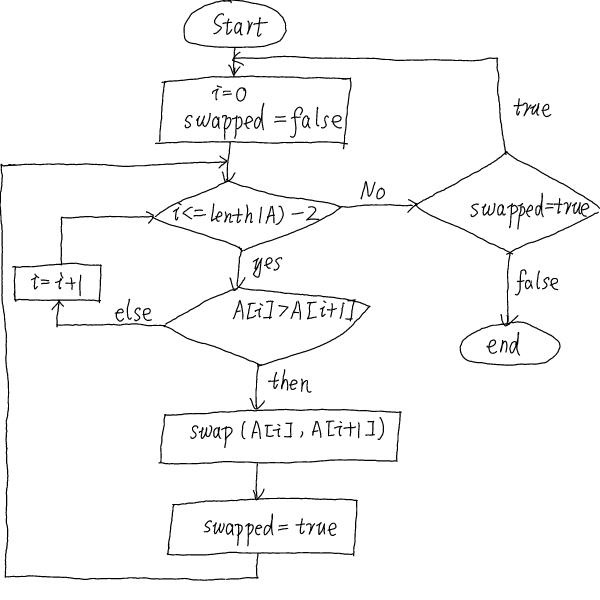 Start
i=0
swapped=false
true
i<=lenth(A)-2
No
swapped=true
yes
i=i+1
else
A[i]>A[i+1]
false
end
then
swap(A[i],A[i+1])
swapped=true